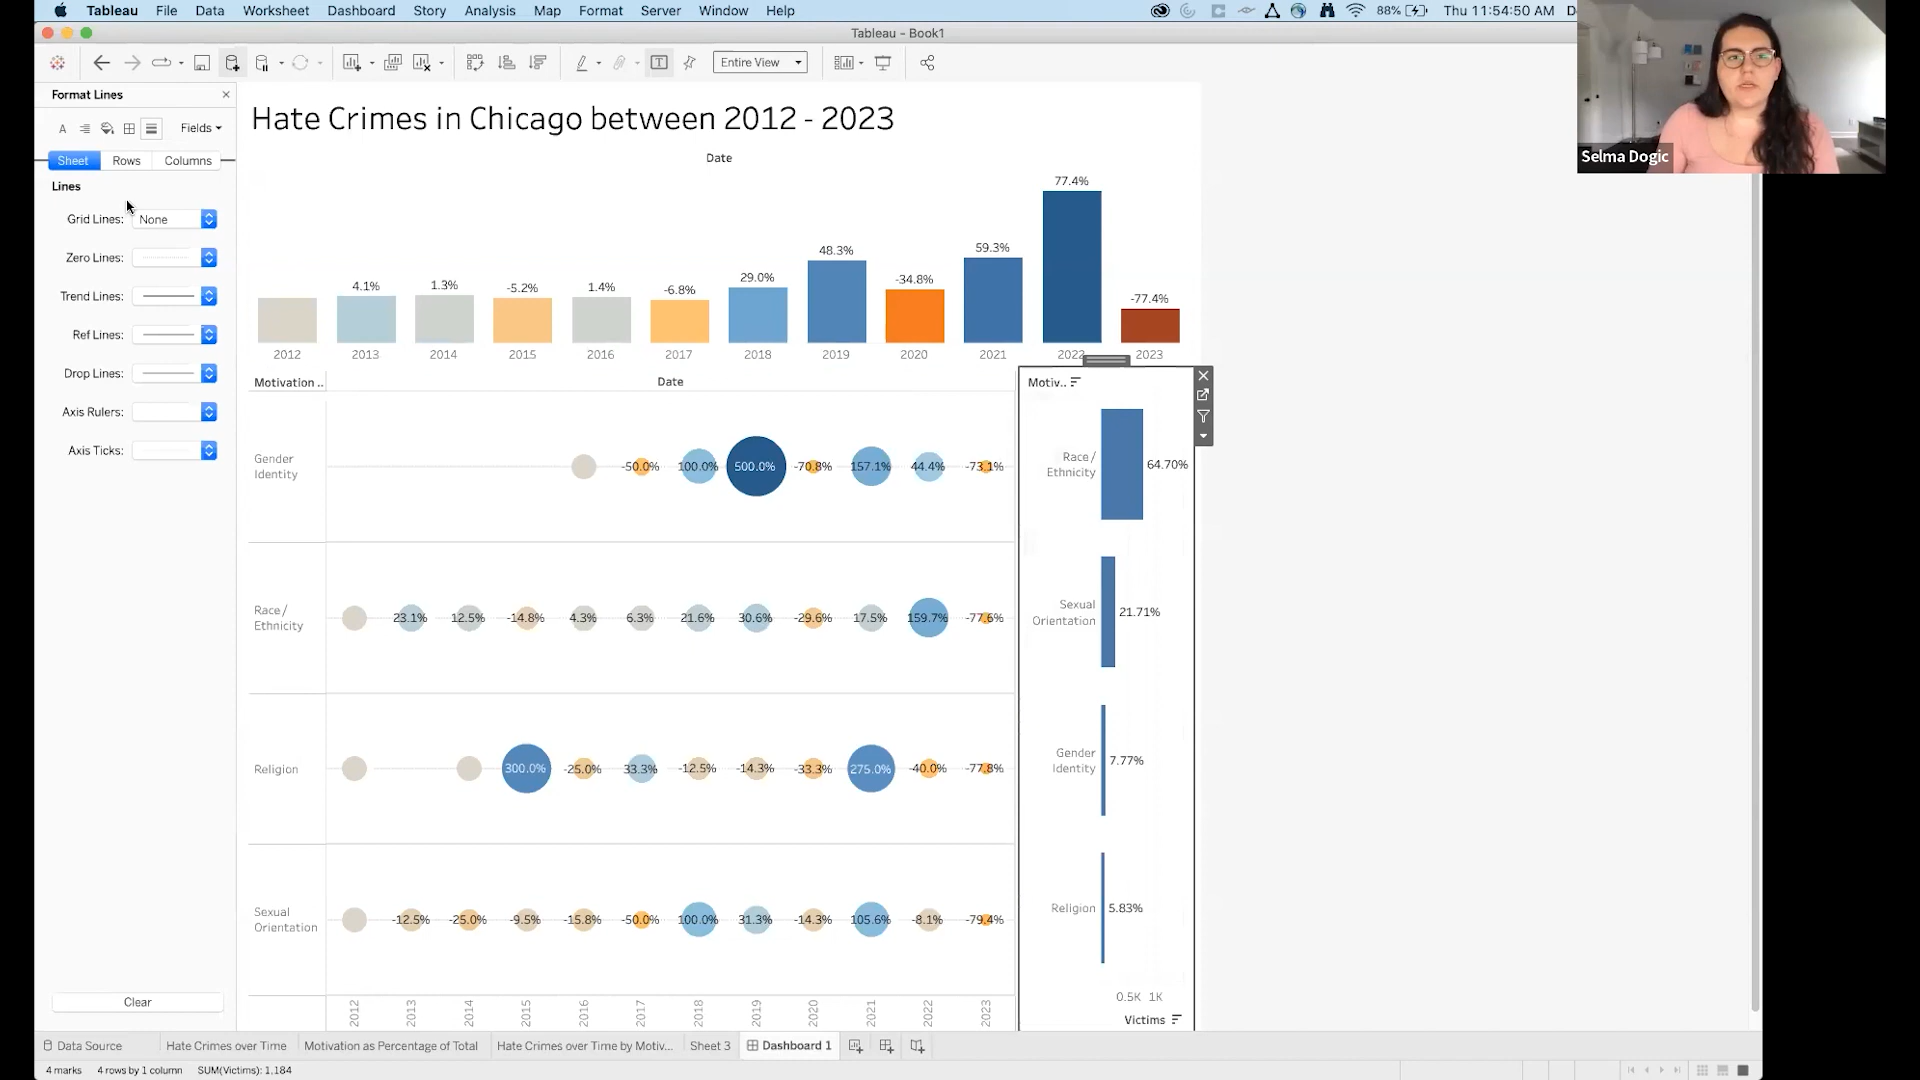 Tableau File Data Worksheet Dashboard Story Analysis Map Format Server Window Help 88% Thu 11:54:50 AM
Tableau - Book1
Entire View
Format Lines
Fields
Sheet Rows Columns
Lines
Grid Lines: None
Zero Lines:
Trend Lines:
Ref Lines:
Drop Lines:
Axis Rulers:
Axis Ticks:
Clear
Selma Dogic
Hate Crimes in Chicago between 2012 - 2023
Date
4.1% 1.3% -5.2% 1.4% -6.8% 29.0% 48.3% -34.8% 59.3% 77.4% -77.4%
2012 2013 2014 2015 2016 2017 2018 2019 2020 2021 2022 2023
Motivation .. Date
Gender
Identity
-50.0% 100.0% 500.0% -70.8% 157.1% 44.4% -73.1%
Race /
Ethnicity
23.1% 12.5% -14.8% 4.3% 6.3% 21.6% 30.6% -29.6% 17.5% 159.7% -77.6%
Religion
300.0% -25.0% 33.3% -12.5% -14.3% -33.3% 275.0% -40.0% -77.8%
Sexual
Orientation
-12.5% -25.0% -9.5% -15.8% -50.0% 100.0% 31.3% -14.3% 105.6% -8.1% -79.4%
2012 2013 2014 2015 2016 2017 2018 2019 2020 2021 2022 2023
Motiv..
Race /
Ethnicity
64.70%
Sexual
Orientation
21.71%
Gender
Identity
7.77%
Religion 5.83%
0.5K 1K
Victims
Data Source Hate Crimes over Time Motivation as Percentage of Total Hate Crimes over Time by Motiv... Sheet 3 Dashboard 1
4 marks 4 rows by 1 column SUM(Victims): 1,184